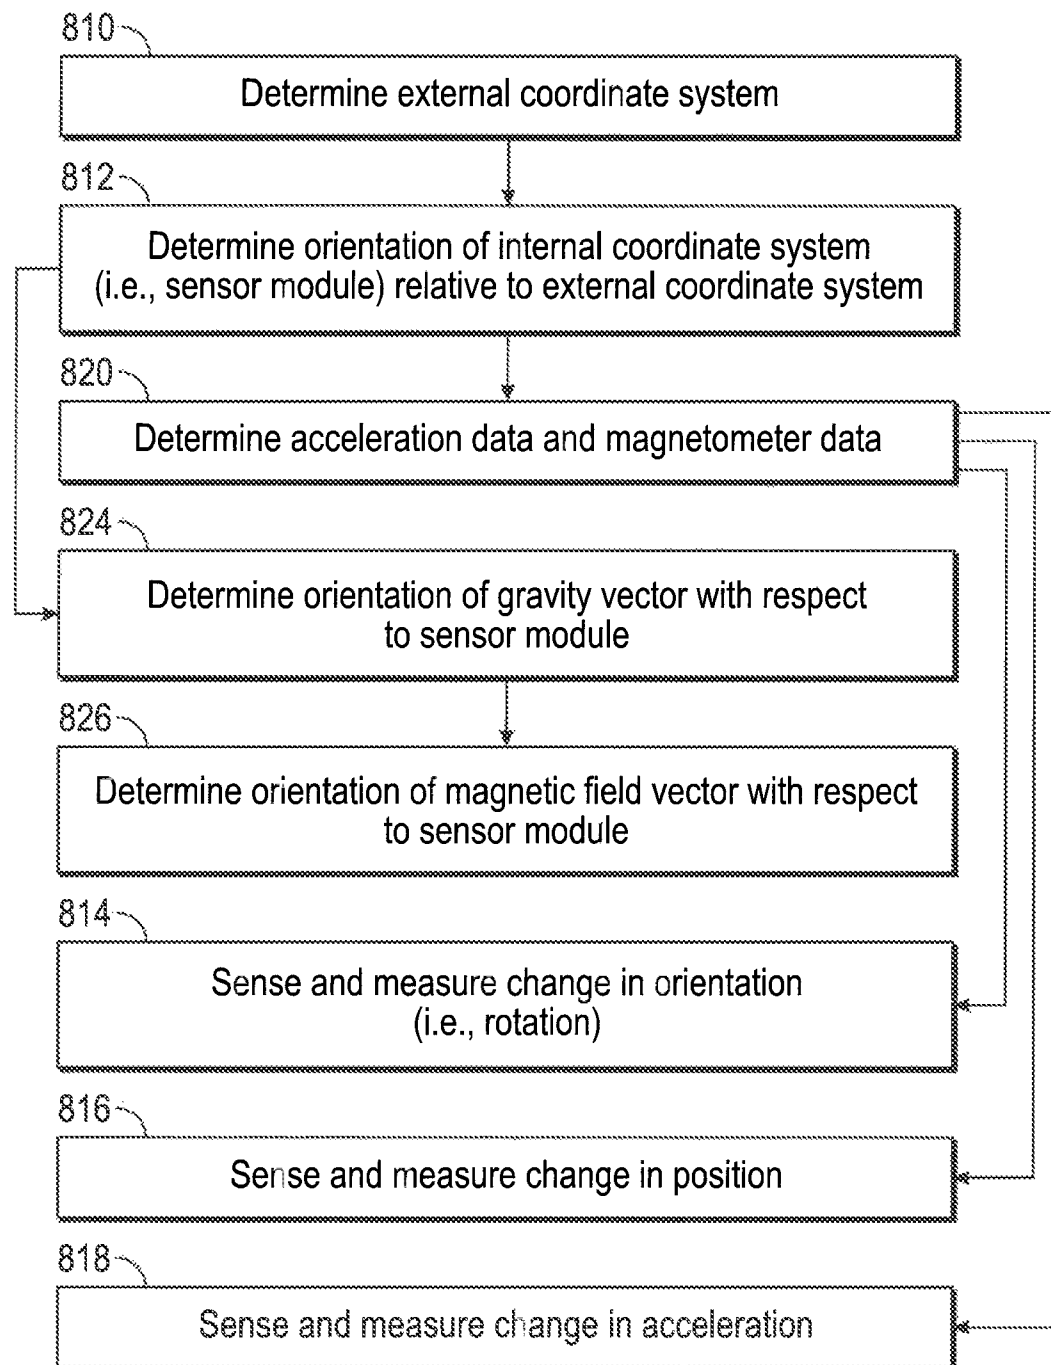 810
Determine external coordinate system
812
Determine orientation of internal coordinate system
(i.e., sensor module) relative to external coordinate system
820
Determine acceleration data and magnetometer data
824
Determine orientation of gravity vector with respect
to sensor module
826
Determine orientation of magnetic field vector with respect
to sensor module
814
Sense and measure change in orientation
(i.e., rotation)
816
Sense and measure change in position
818
Sense and measure change in acceleration